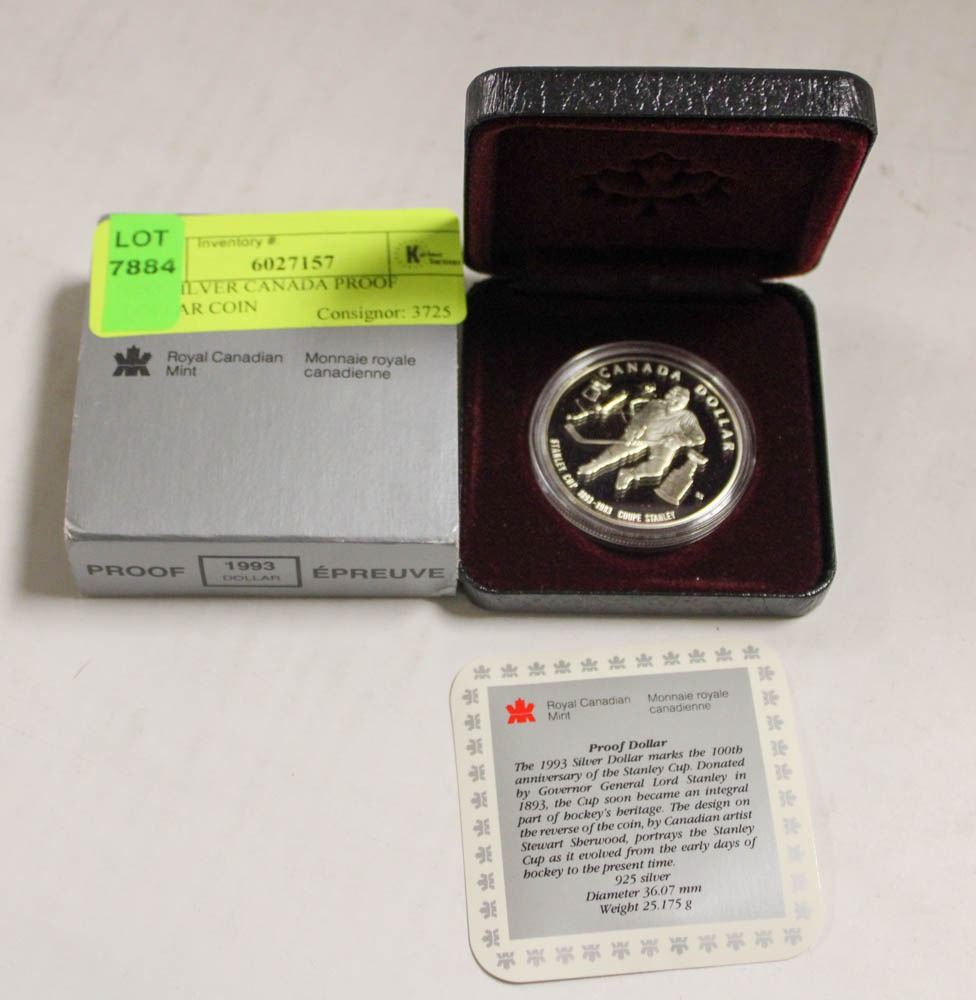 LOT
7884
Inventory #
6027157
SILVER CANADA PROOF
AR COIN
Consignor: 3725
Royal Canadian
Mint
Monnaie royale
canadienne
PROOF
1993
DOLLAR
ÉPREUVE
CANADA DOLLAR
STANLEY CUP 1893-1993 COUPE STANLEY
Royal Canadian
Mint
Monnaie royale
canadienne
Proof Dollar
The 1993 Silver Dollar marks the 100th
anniversary of the Stanley Cup. Donated
by Governor General Lord Stanley in
1893, the Cup soon became an integral
part of hockey's heritage. The design on
the reverse of the coin, by Canadian artist
Stewart Sherwood, portrays the Stanley
Cup as it evolved from the early days of
hockey to the present time.
925 silver
Diameter 36.07 mm
Weight 25.175 g